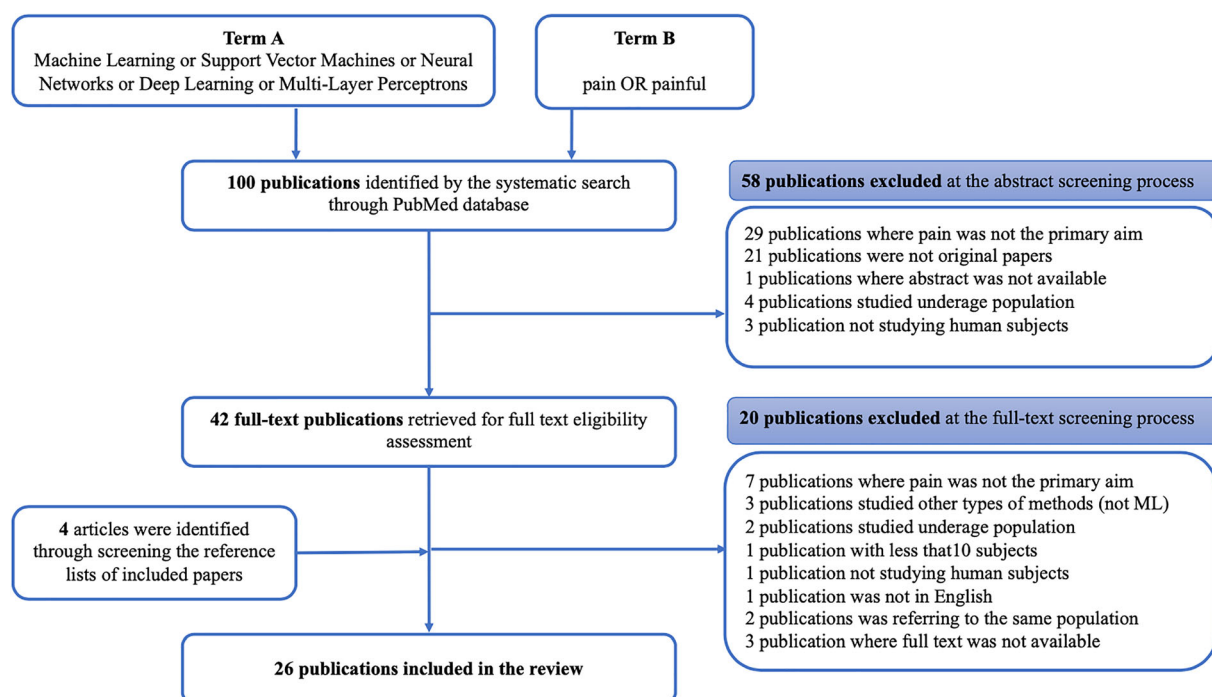 Term A
Machine Learning or Support Vector Machines or Neural
Networks or Deep Learning or Multi-Layer Perceptrons
Term B
pain OR painful
100 publications identified by the systematic search
through PubMed database
58 publications excluded at the abstract screening process
29 publications where pain was not the primary aim
21 publications were not original papers
1 publications where abstract was not available
4 publications studied underage population
3 publication not studying human subjects
42 full-text publications retrieved for full text eligibility
assessment
20 publications excluded at the full-text screening process
7 publications where pain was not the primary aim
3 publications studied other types of methods (not ML)
2 publications studied underage population
1 publication with less that10 subjects
1 publication not studying human subjects
1 publication was not in English
2 publications was referring to the same population
3 publication where full text was not available
4 articles were identified
through screening the reference
lists of included papers
26 publications included in the review